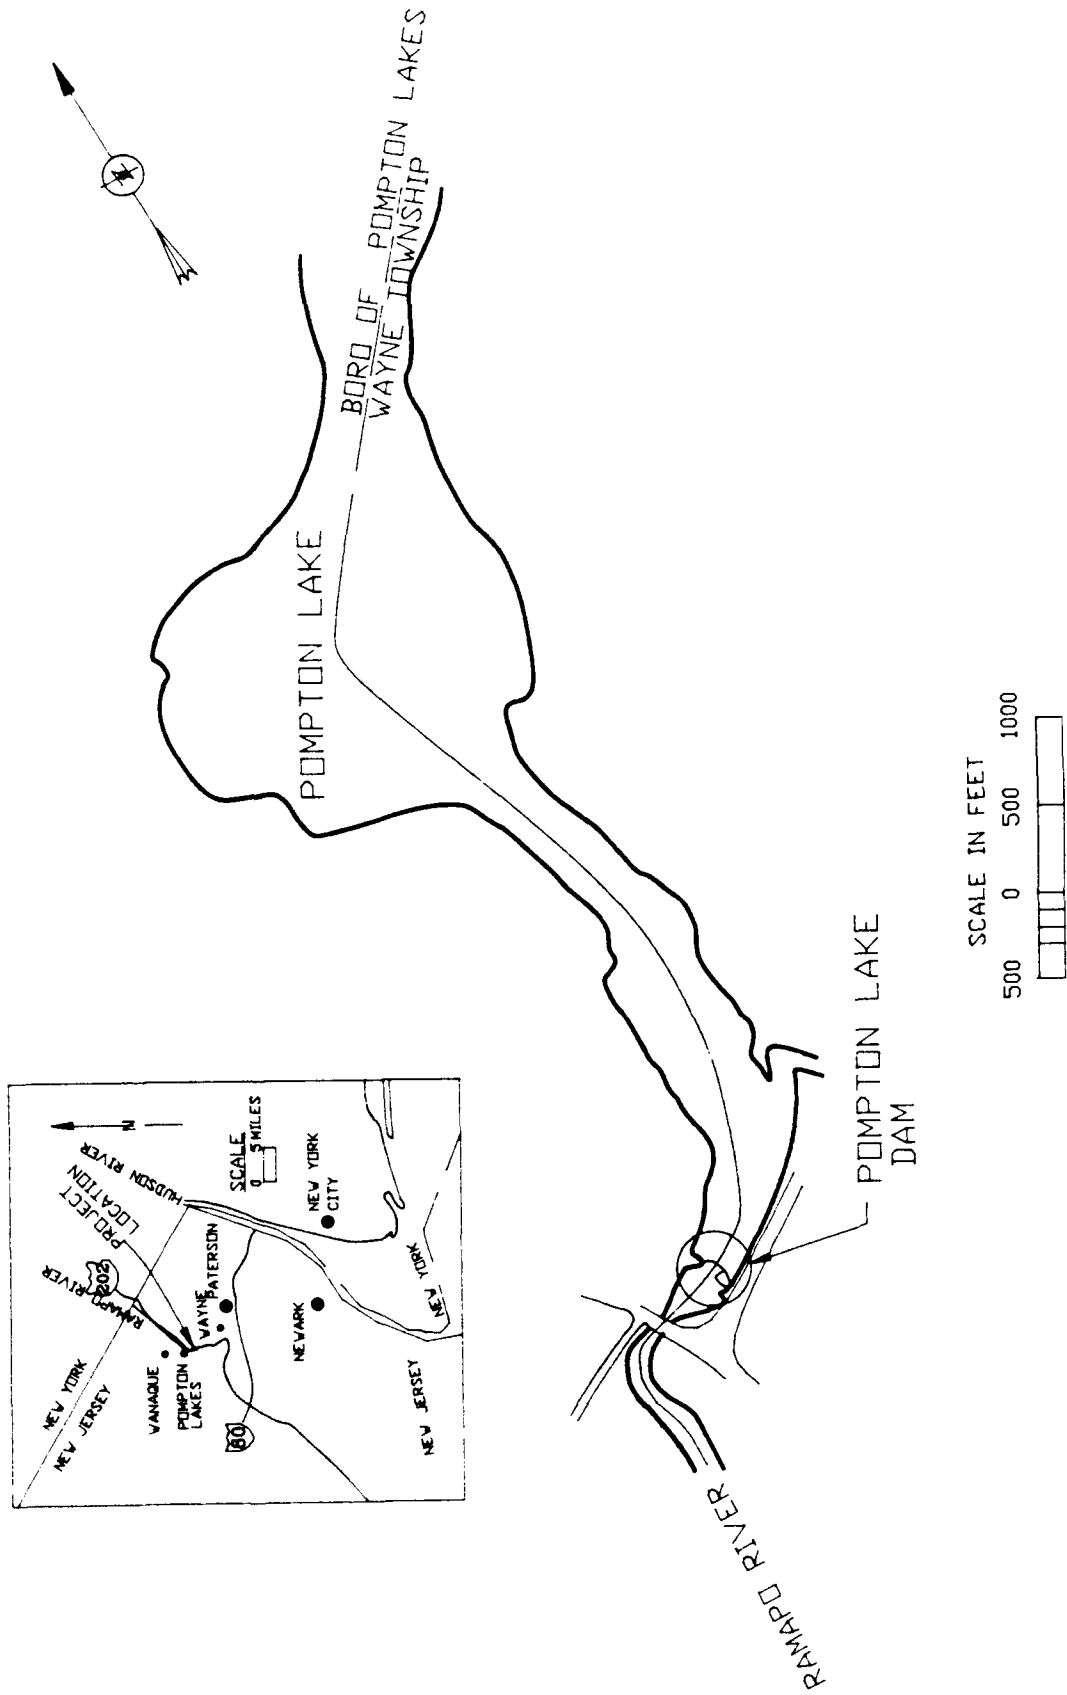 NEW YORK
NEW JERSEY
RAMAPO RIVER
202
PROJECT
LOCATION
HUDSON RIVER
N
WANAQUE
POMPTON
LAKES
WAYNE
PATERSON
SCALE
0 5 MILES
80
NEWARK
NEW YORK
CITY
NEW JERSEY
NEW YORK
N
POMPTON LAKE
BORO OF POMPTON LAKES
WAYNE TOWNSHIP
RAMAPO RIVER
POMPTON LAKE
DAM
SCALE IN FEET
500 0 500 1000